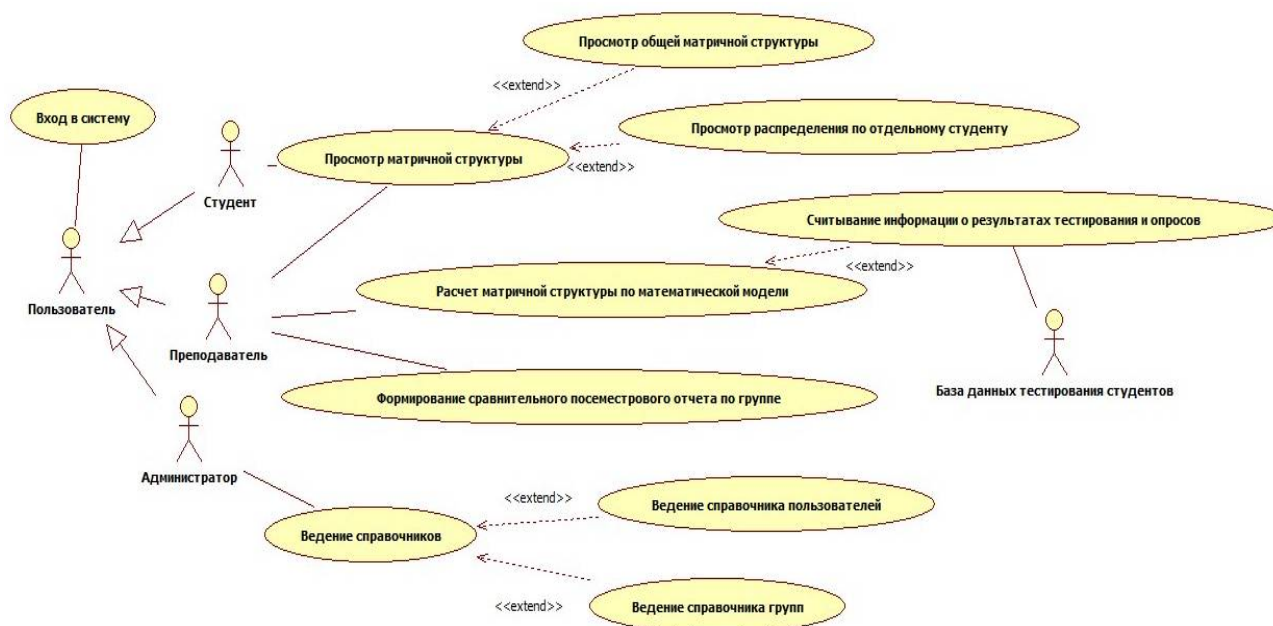 Просмотр общей матричной структуры
<<extend>>
Вход в систему
Просмотр распределения по отдельному студенту
Просмотр матричной структуры
<<extend>>
Студент
Считывание информации о результатах тестирования и опросов
<<extend>>
Расчет матричной структуры по математической модели
Пользователь
Преподаватель
База данных тестирования студентов
Формирование сравнительного посеместрового отчета по группе
Администратор
<<extend>>
Ведение справочника пользователей
Ведение справочников
<<extend>>
Ведение справочника групп